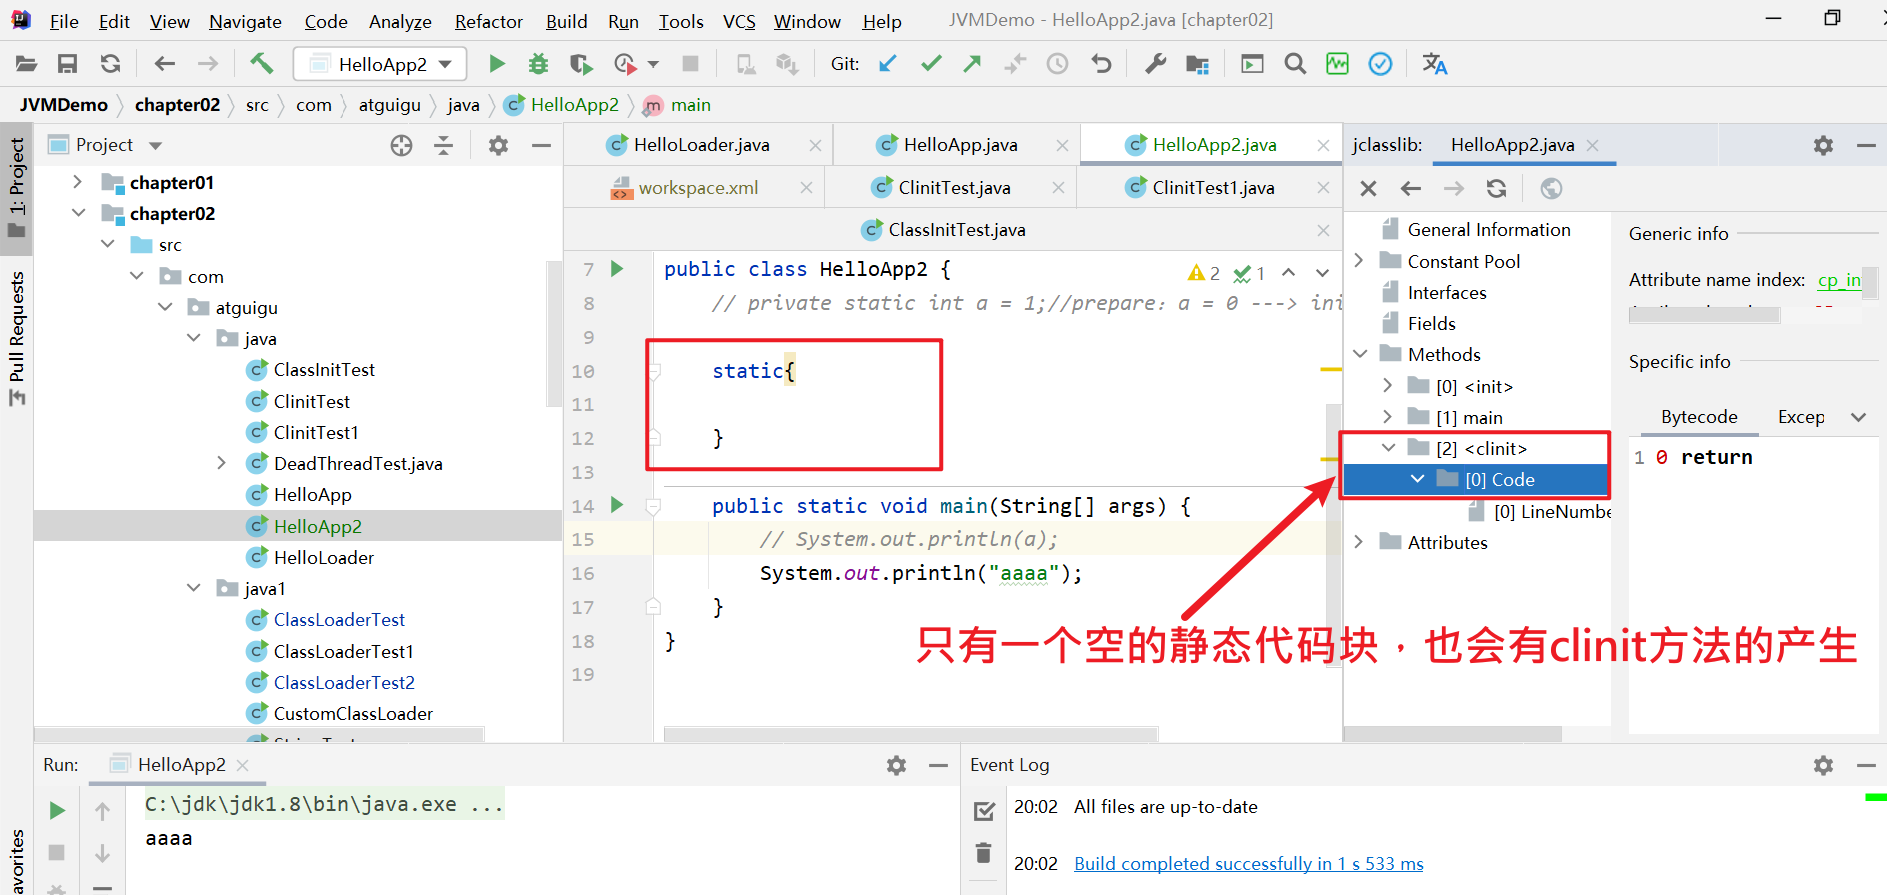 File Edit View Navigate Code Analyze Refactor Build Run Tools VCS Window Help JVMDemo - HelloApp2.java [chapter02]
HelloApp2 Git:
JVMDemo chapter02 src com atguigu java HelloApp2 main
1: Project
Pull Requests
Project
chapter01
chapter02
src
com
atguigu
java
ClassInitTest
ClinitTest
ClinitTest1
DeadThreadTest.java
HelloApp
HelloApp2
HelloLoader
java1
ClassLoaderTest
ClassLoaderTest1
ClassLoaderTest2
CustomClassLoader
HelloLoader.java HelloApp.java HelloApp2.java
workspace.xml ClinitTest.java ClinitTest1.java
ClassInitTest.java
2 1
7 public class HelloApp2 {
8 // private static int a = 1;//prepare: a = 0 ---> ini
9
10 static{
11
12 }
13
14 public static void main(String[] args) {
15 // System.out.println(a);
16 System.out.println("aaaa");
17 }
18 }
19
只有一个空的静态代码块，也会有clinit方法的产生
jclasslib: HelloApp2.java
General Information
Constant Pool
Interfaces
Fields
Methods
[0] <init>
[1] main
[2] <clinit>
[0] Code
[0] LineNumbe
Attributes
Generic info
Attribute name index: cp_in
Specific info
Bytecode Excep
1 0 return
Run: HelloApp2
C:\jdk\jdk1.8\bin\java.exe ...
aaaa
Event Log
20:02 All files are up-to-date
20:02 Build completed successfully in 1 s 533 ms
avorites